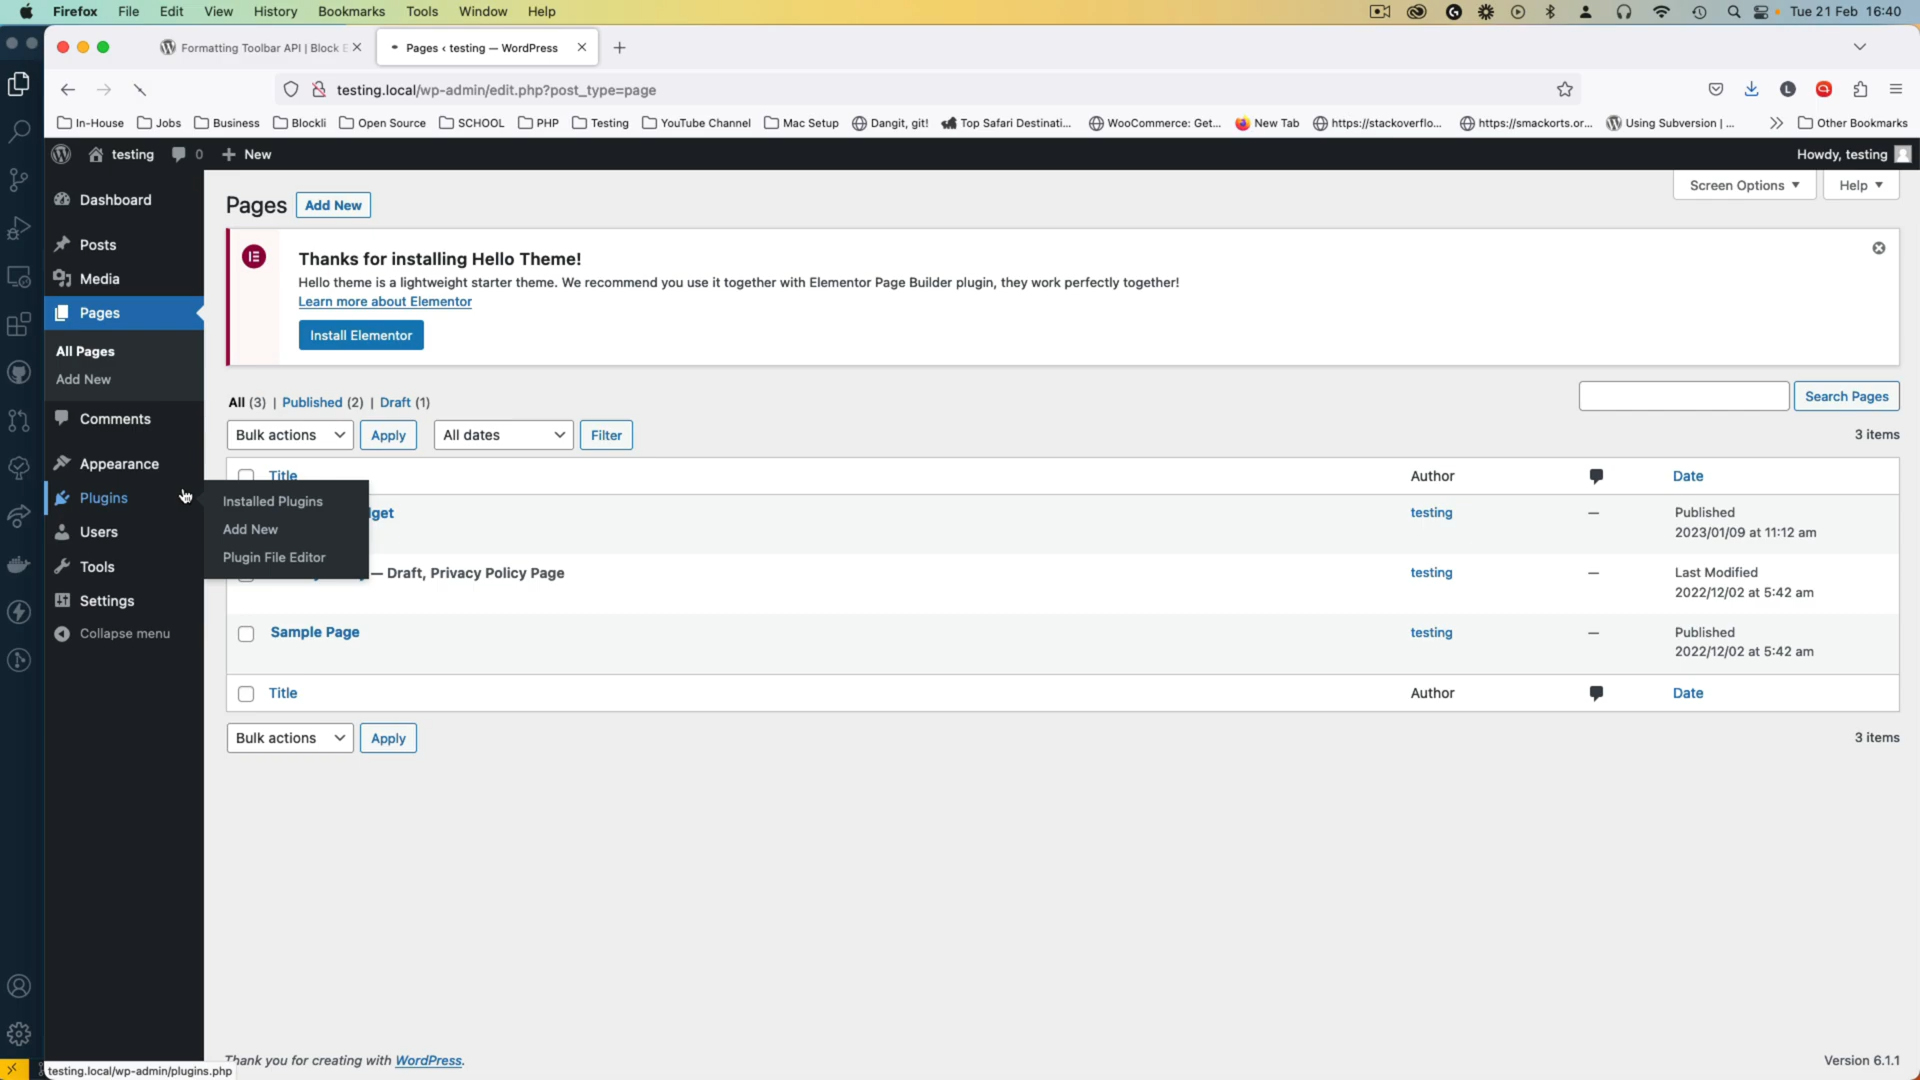 Firefox File Edit View History Bookmarks Tools Window Help
Tue 21 Feb 16:40
Formatting Toolbar API | Block E
Pages ‹ testing — WordPress
testing.local/wp-admin/edit.php?post_type=page
In-House Jobs Business Blockli Open Source SCHOOL PHP Testing YouTube Channel Mac Setup Dangit, git! Top Safari Destinati... WooCommerce: Get... New Tab https://stackoverflo... https://smackorts.or... Using Subversion | ... Other Bookmarks
testing 0 New
Howdy, testing
Dashboard
Posts
Media
Pages
All Pages
Add New
Comments
Appearance
Plugins
Users
Tools
Settings
Collapse menu
Installed Plugins
Add New
Plugin File Editor
Screen Options
Help
Pages Add New
Thanks for installing Hello Theme!
Hello theme is a lightweight starter theme. We recommend you use it together with Elementor Page Builder plugin, they work perfectly together!
Learn more about Elementor
Install Elementor
All (3) | Published (2) | Draft (1)
Search Pages
Bulk actions Apply All dates Filter
3 items
Title Author Date
testing — Published
2023/01/09 at 11:12 am
— Draft, Privacy Policy Page testing — Last Modified
2022/12/02 at 5:42 am
Sample Page testing — Published
2022/12/02 at 5:42 am
Title Author Date
Bulk actions Apply
3 items
Thank you for creating with WordPress.
Version 6.1.1
testing.local/wp-admin/plugins.php